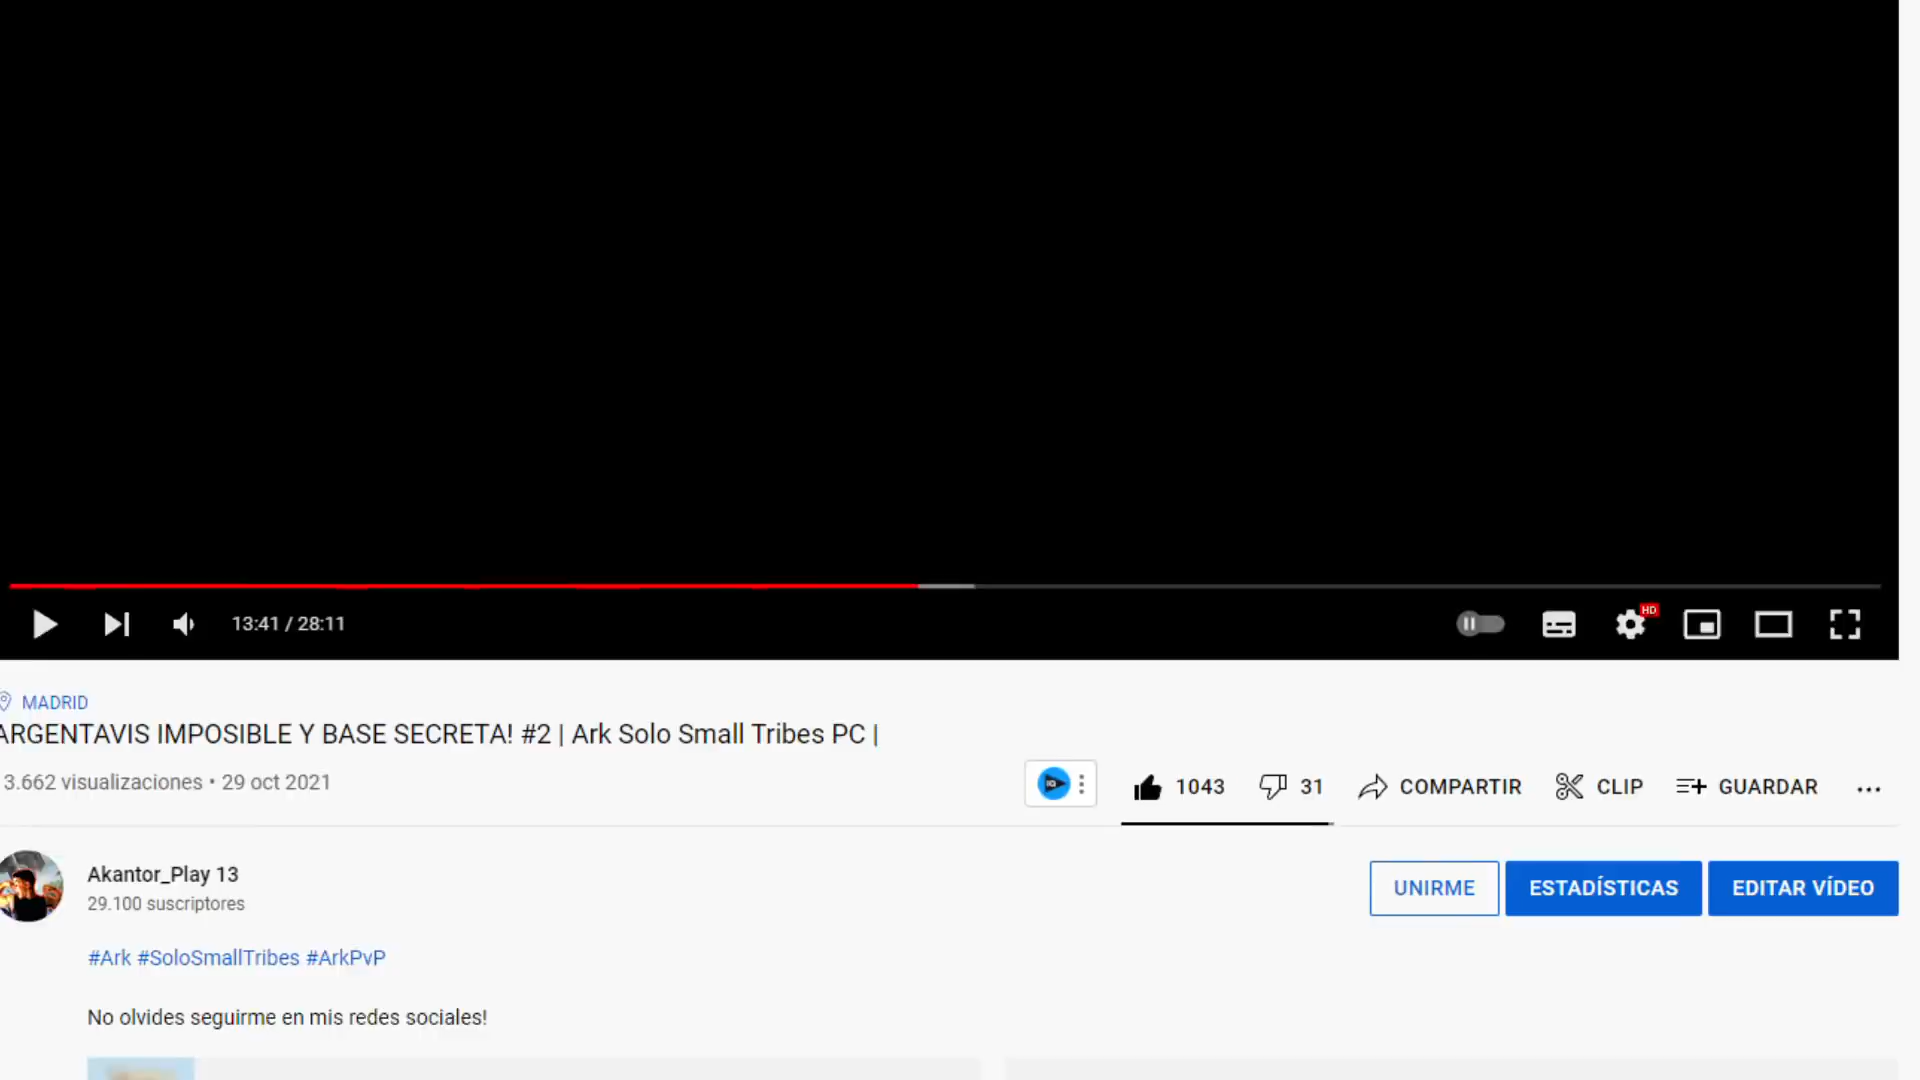 13:41 / 28:11
HD
MADRID
ARGENTAVIS IMPOSIBLE Y BASE SECRETA! #2 | Ark Solo Small Tribes PC |
3.662 visualizaciones • 29 oct 2021
1043
31
COMPARTIR
CLIP
GUARDAR
Akantor_Play 13
29.100 suscriptores
UNIRME
ESTADÍSTICAS
EDITAR VÍDEO
#Ark #SoloSmallTribes #ArkPvP
No olvides seguirme en mis redes sociales!